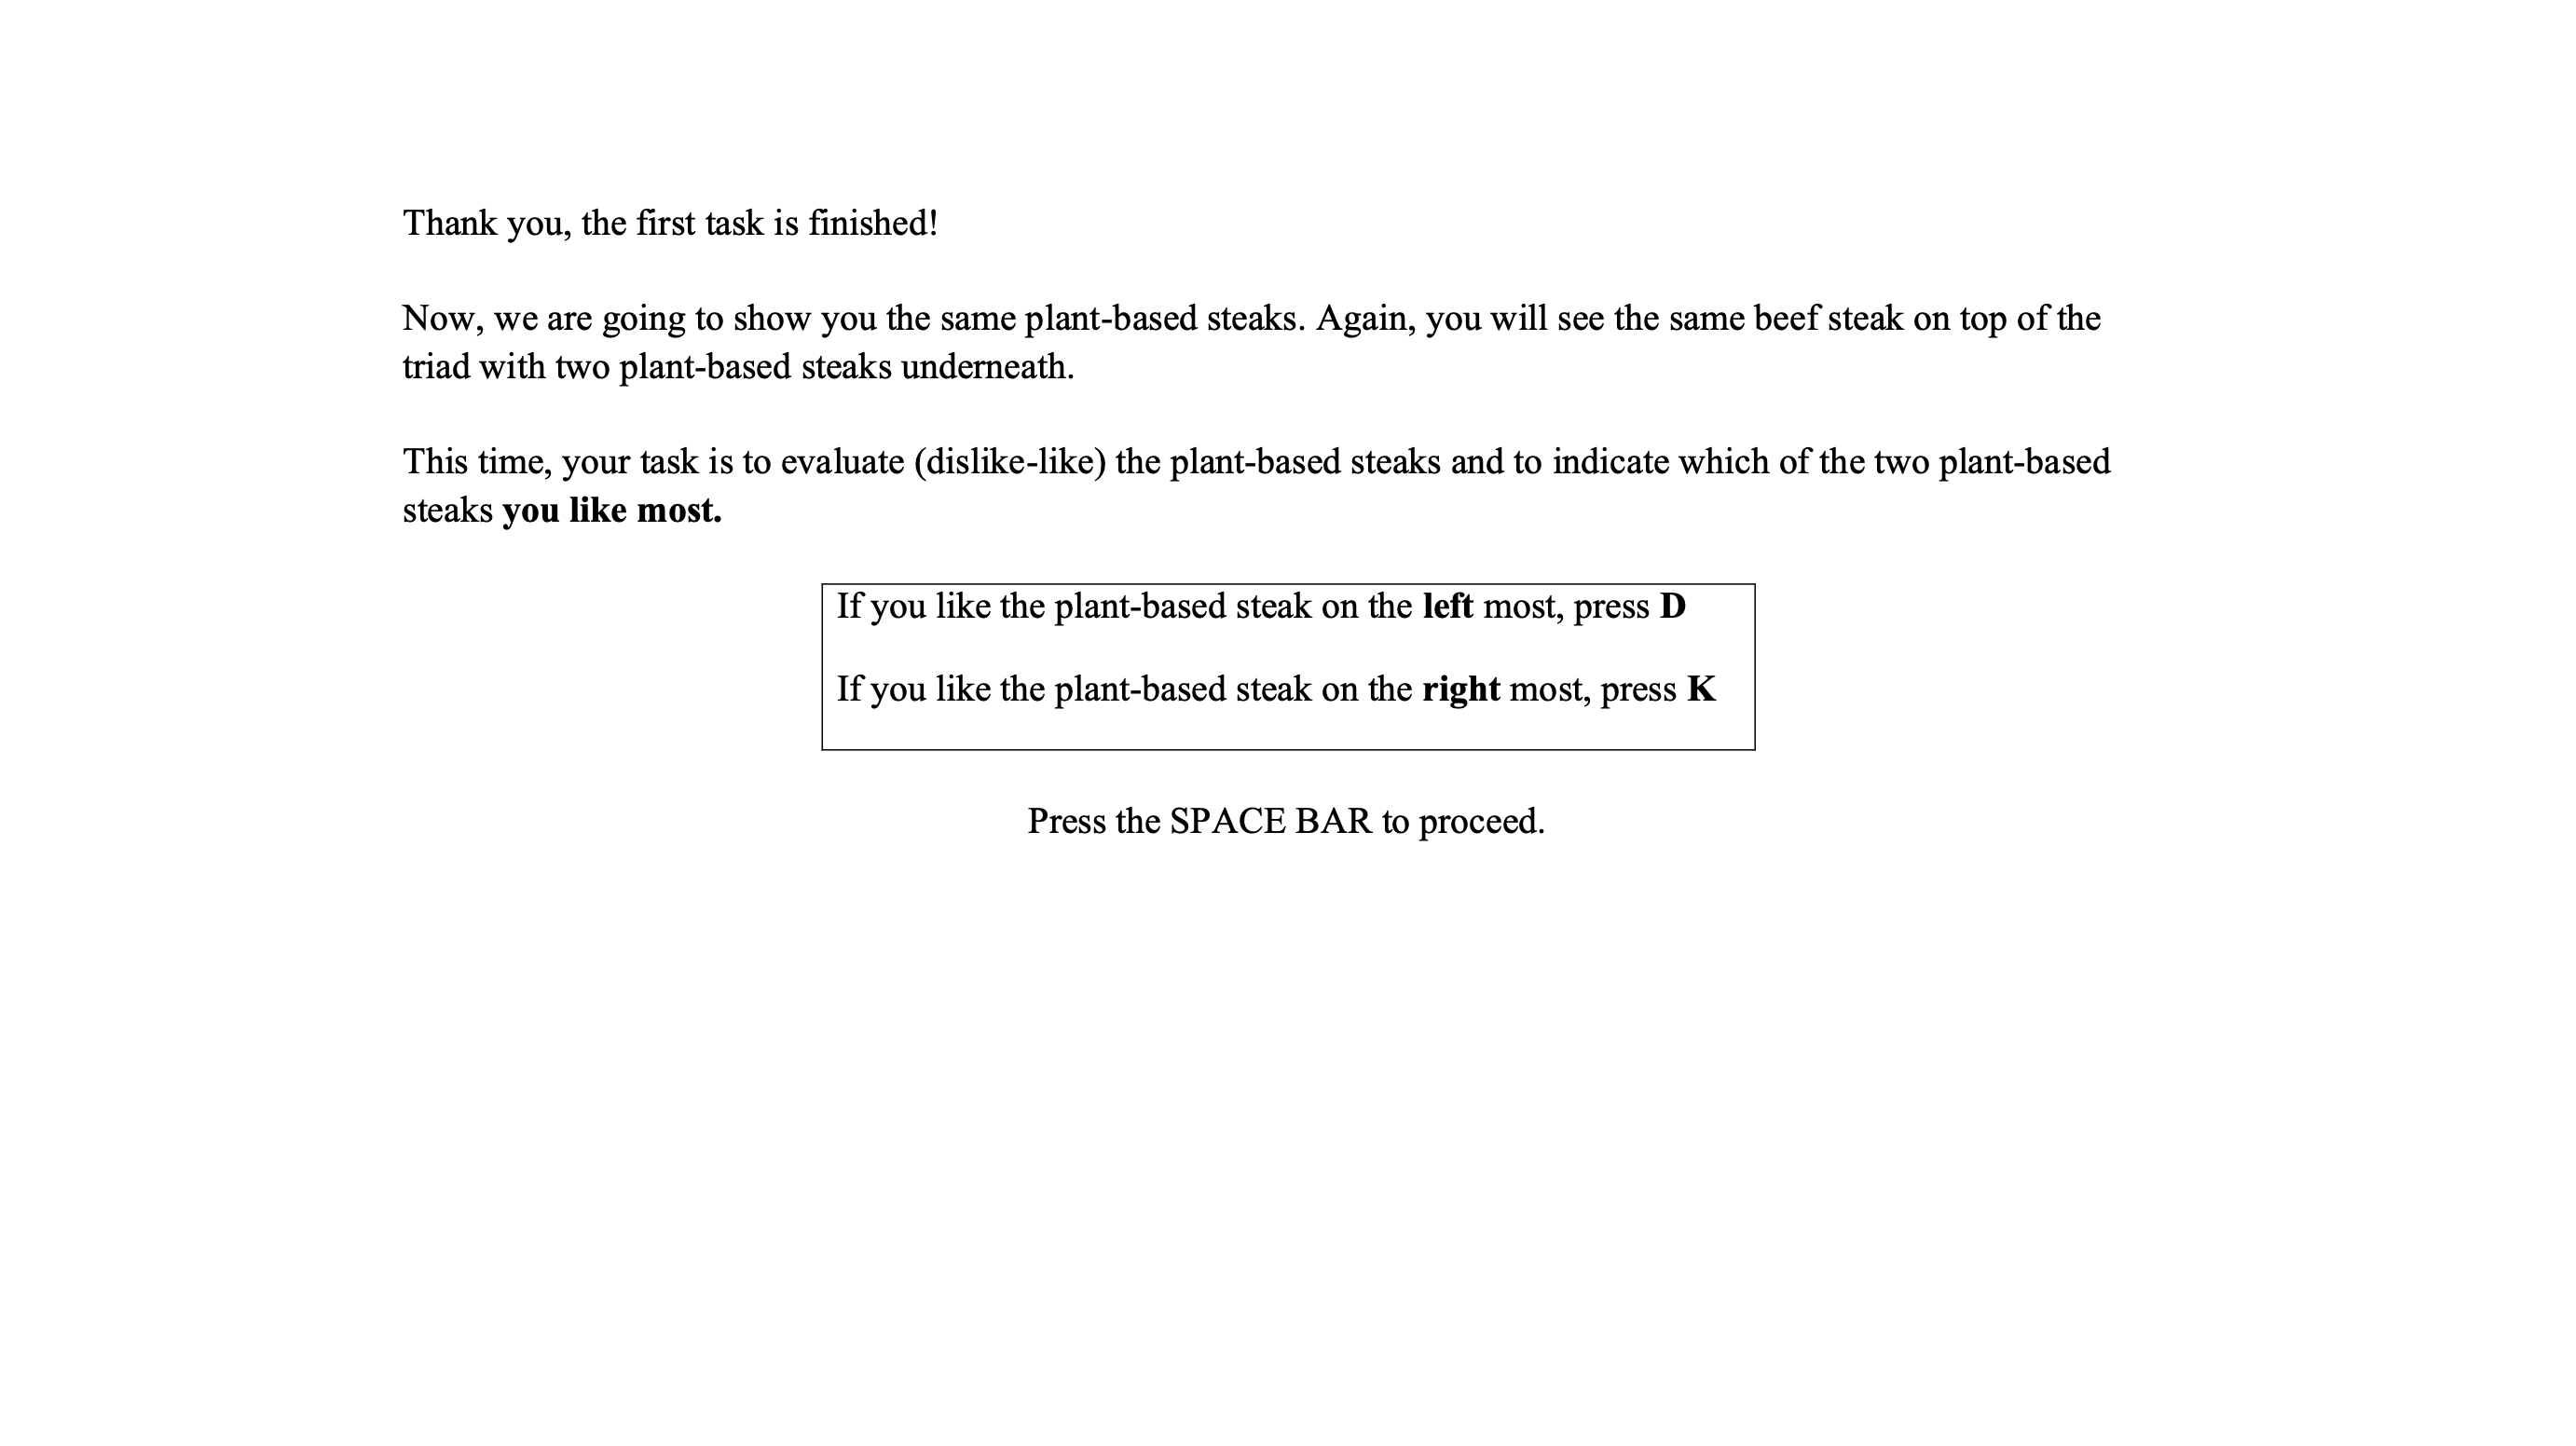 Thank you, the first task is finished!
Now, we are going to show you the same plant-based steaks. Again, you will see the same beef steak on top of the
triad with two plant-based steaks underneath.
This time, your task is to evaluate (dislike-like) the plant-based steaks and to indicate which of the two plant-based
steaks you like most.
If you like the plant-based steak on the left most, press D
If you like the plant-based steak on the right most, press K
Press the SPACE BAR to proceed.